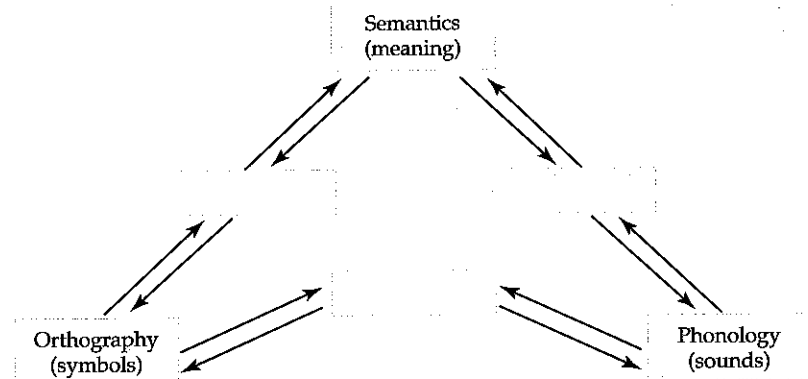 Semantics
(meaning)
Orthography
(symbols)
Phonology
(sounds)